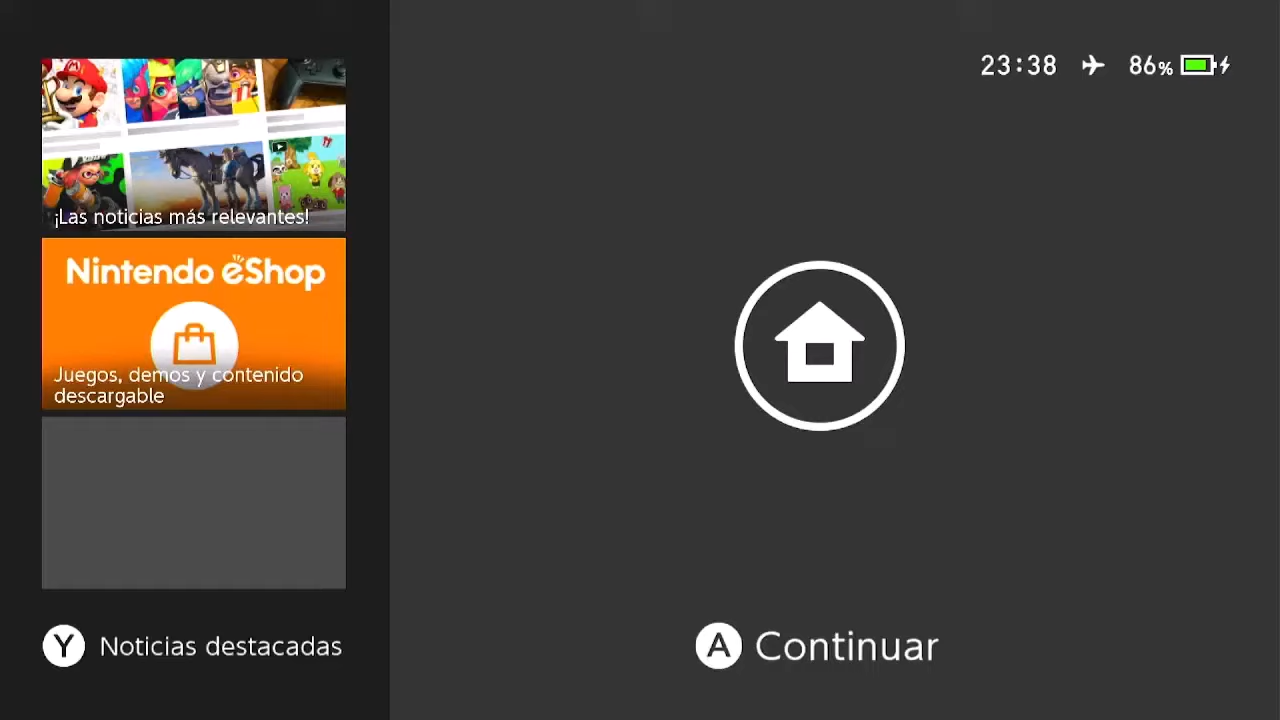 23:38 86%
¡Las noticias más relevantes!
Nintendo eShop
Juegos, demos y contenido
descargable
Y Noticias destacadas
A Continuar